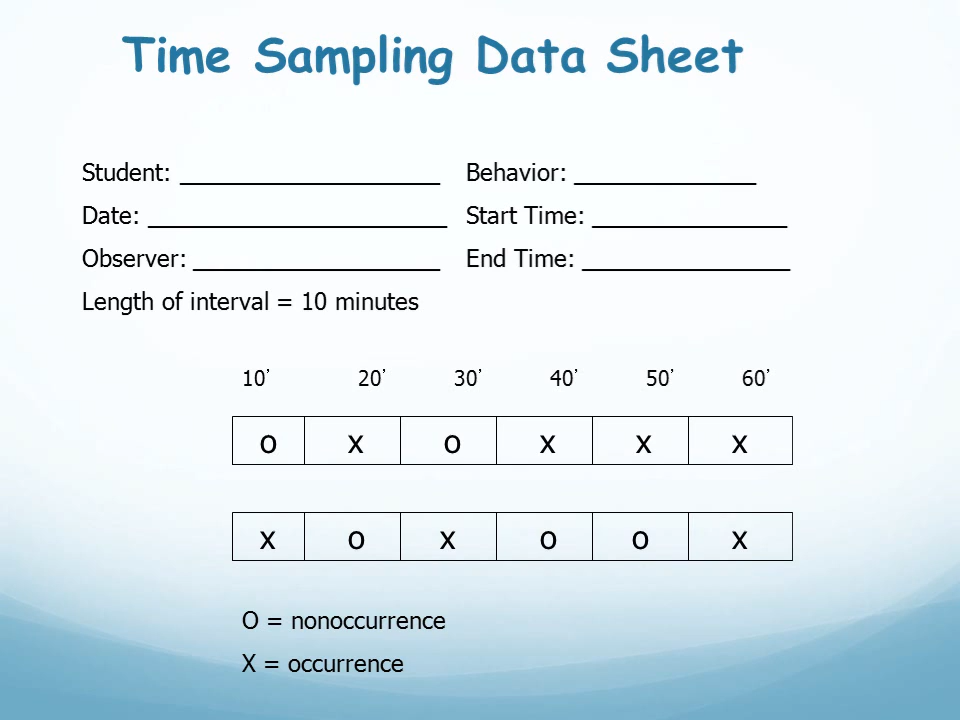 Time Sampling Data Sheet
Student: ____________________ Behavior: ______________
Date: _______________________ Start Time: _______________
Observer: ___________________ End Time: ________________
Length of interval = 10 minutes
10’ 20’ 30’ 40’ 50’ 60’
o x o x x x
x o x o o x
O = nonoccurrence
X = occurrence